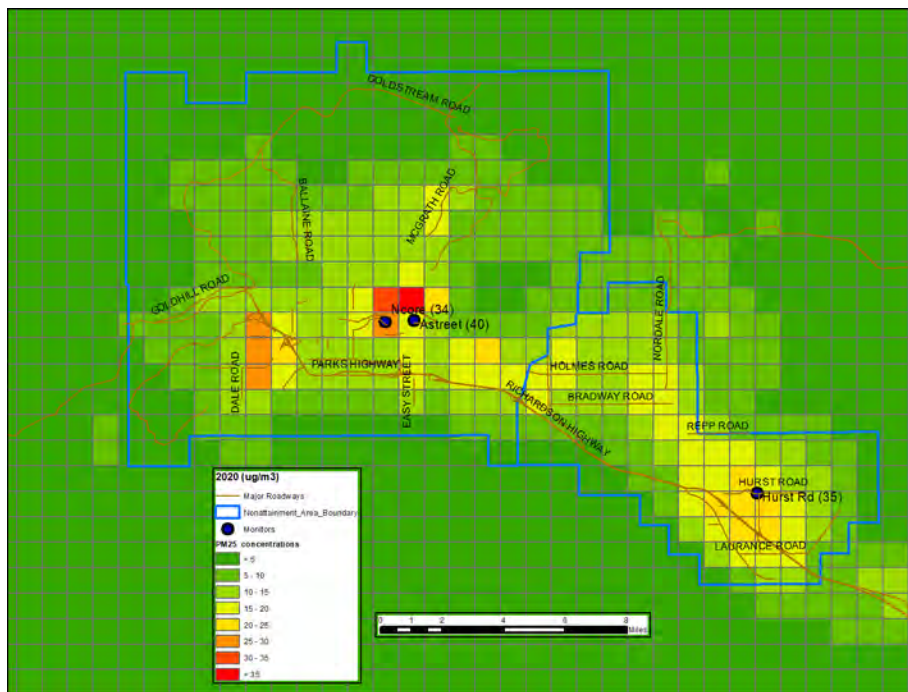 GOLDSTREAM ROAD
BALLAINE ROAD
MCGRATH ROAD
GOLDHILL ROAD
Ncore (34)
Astreet (40)
NORDALE ROAD
DALE ROAD
PARKS HIGHWAY
EASY STREET
HOLMES ROAD
BRADWAY ROAD
RICHARDSON HIGHWAY
REPP ROAD
HURST ROAD
Hurst Rd (35)
LAURANCE ROAD
2020 (ug/m3)
Major Roadways
Nonattainment_Area_Boundary
Monitors
PM25 concentrations
< 5
5 - 10
10 - 15
15 - 20
20 - 25
25 - 30
30 - 35
> 35
0 1 2 4 6 8
Miles